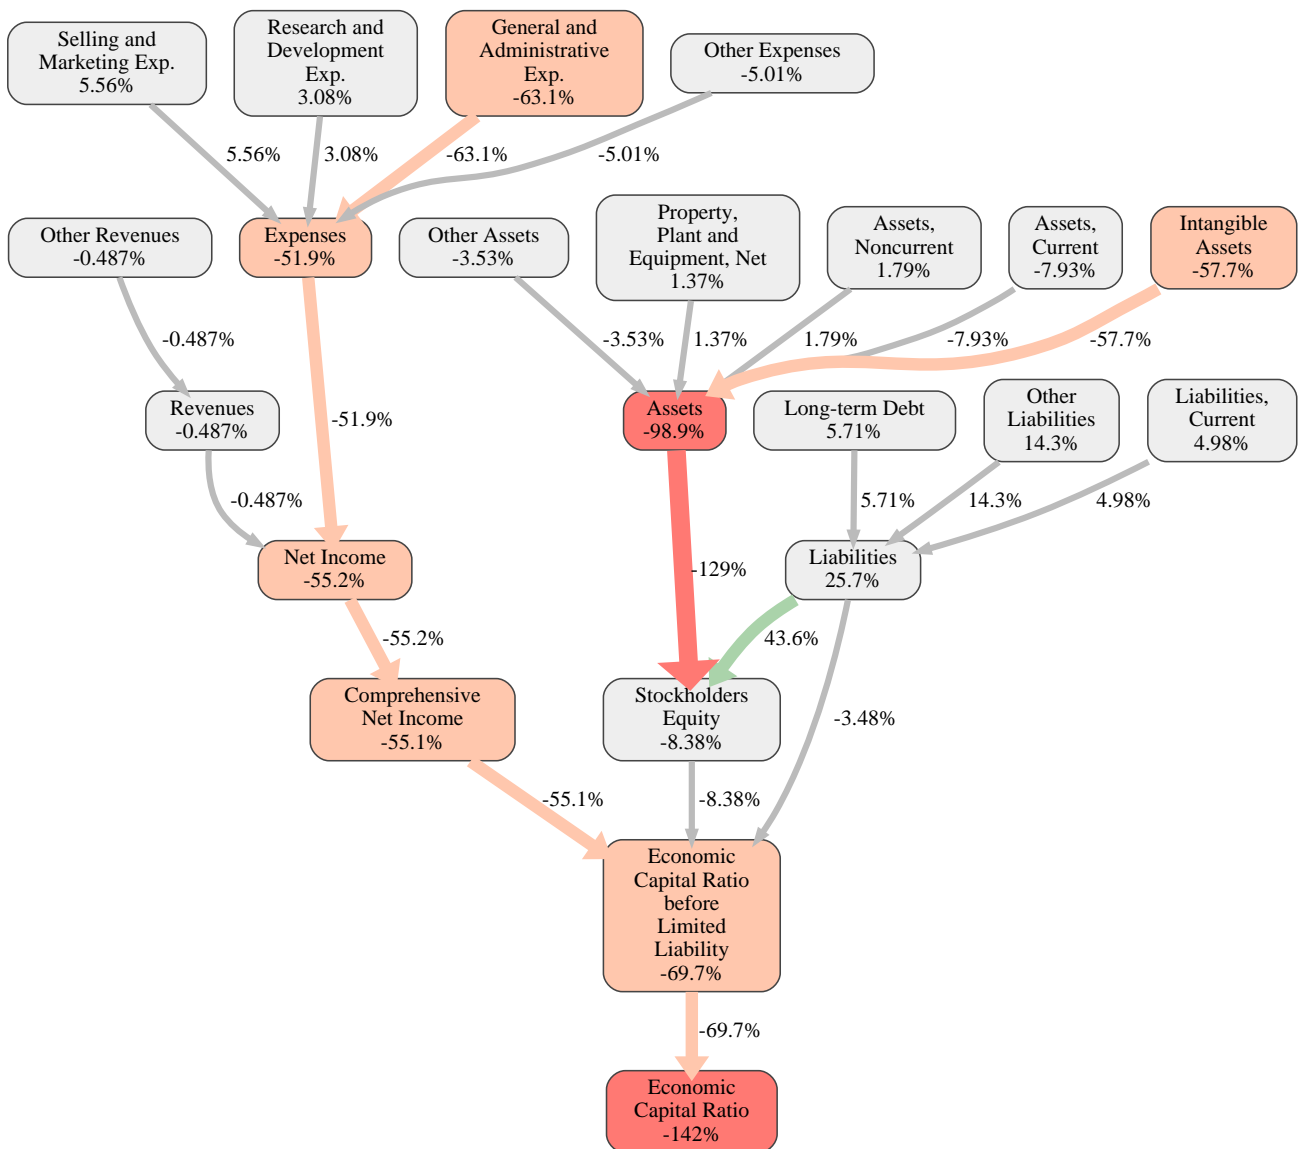 Selling and
Marketing Exp.
5.56%
Research and
Development
Exp.
3.08%
General and
Administrative
Exp.
-63.1%
Other Expenses
-5.01%
5.56%
3.08%
-63.1%
-5.01%
Other Revenues
-0.487%
Expenses
-51.9%
Other Assets
-3.53%
Property,
Plant and
Equipment, Net
1.37%
Assets,
Noncurrent
1.79%
Assets,
Current
-7.93%
Intangible
Assets
-57.7%
-0.487%
-3.53%
1.37%
1.79%
-7.93%
-57.7%
Revenues
-0.487%
-51.9%
Assets
-98.9%
Long-term Debt
5.71%
Other
Liabilities
14.3%
Liabilities,
Current
4.98%
-0.487%
5.71%
14.3%
4.98%
Net Income
-55.2%
-129%
Liabilities
25.7%
-55.2%
43.6%
Comprehensive
Net Income
-55.1%
Stockholders
Equity
-8.38%
-3.48%
-55.1%
-8.38%
Economic
Capital Ratio
before
Limited
Liability
-69.7%
-69.7%
Economic
Capital Ratio
-142%